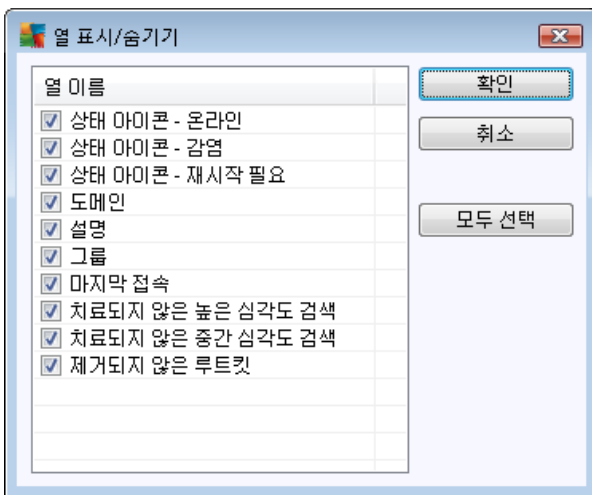 열 표시/숨기기
열 이름
상태 아이콘 - 온라인
상태 아이콘 - 감염
상태 아이콘 - 재시작 필요
도메인
설명
그룹
마지막 접속
치료되지 않은 높은 심각도 검색
치료되지 않은 중간 심각도 검색
제거되지 않은 루트킷
확인
취소
모두 선택